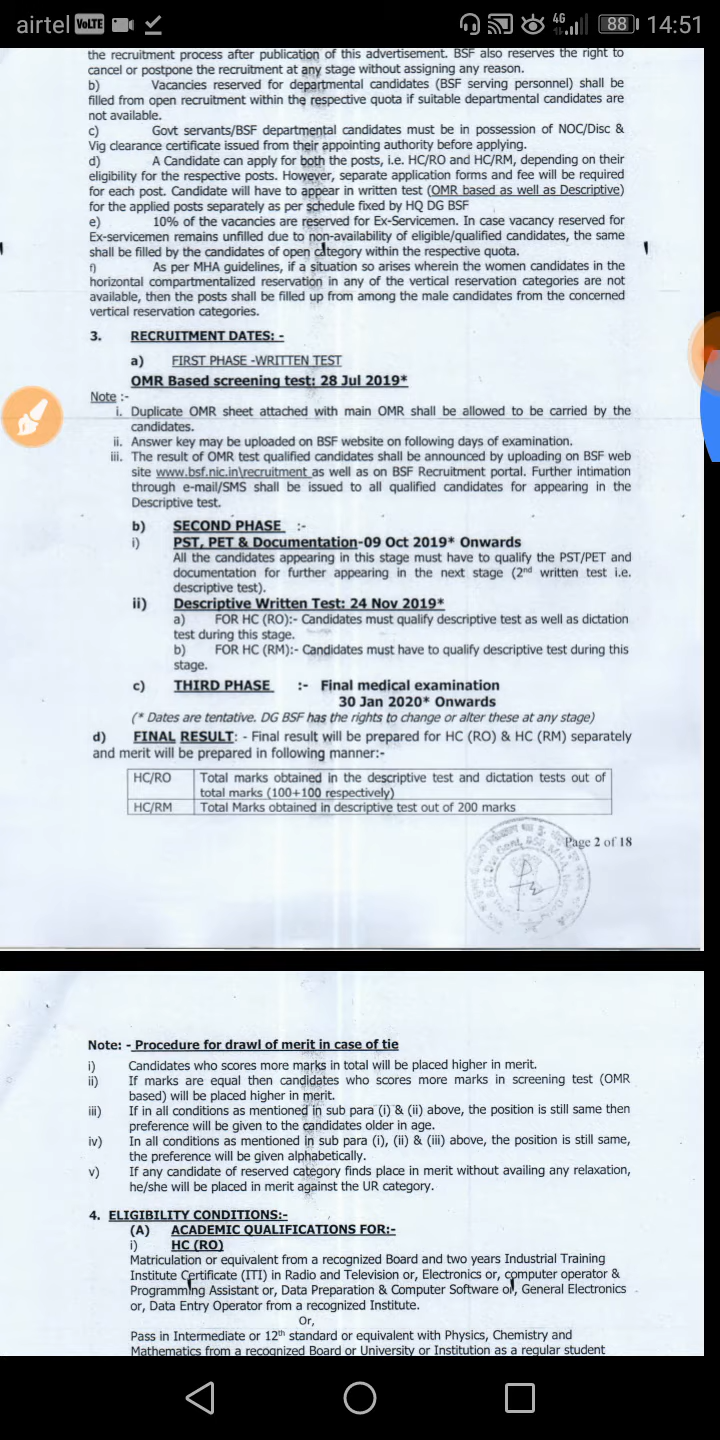 airtel VoLTE 4G 88 14:51
the recruitment process after publication of this advertisement. BSF also reserves the right to
cancel or postpone the recruitment at any stage without assigning any reason.
b) Vacancies reserved for departmental candidates (BSF serving personnel) shall be
filled from open recruitment within the respective quota if suitable departmental candidates are
not available.
c) Govt servants/BSF departmental candidates must be in possession of NOC/Disc &
Vig clearance certificate issued from their appointing authority before applying.
d) A Candidate can apply for both the posts, i.e. HC/RO and HC/RM, depending on their
eligibility for the respective posts. However, separate application forms and fee will be required
for each post. Candidate will have to appear in written test (OMR based as well as Descriptive)
for the applied posts separately as per schedule fixed by HQ DG BSF
e) 10% of the vacancies are reserved for Ex-Servicemen. In case vacancy reserved for
Ex-servicemen remains unfilled due to non-availability of eligible/qualified candidates, the same
shall be filled by the candidates of open category within the respective quota.
f) As per MHA guidelines, if a situation so arises wherein the women candidates in the
horizontal compartmentalized reservation in any of the vertical reservation categories are not
available, then the posts shall be filled up from among the male candidates from the concerned
vertical reservation categories.
3. RECRUITMENT DATES: -
a) FIRST PHASE -WRITTEN TEST
OMR Based screening test: 28 Jul 2019*
Note :-
i. Duplicate OMR sheet attached with main OMR shall be allowed to be carried by the
candidates.
ii. Answer key may be uploaded on BSF website on following days of examination.
iii. The result of OMR test qualified candidates shall be announced by uploading on BSF web
site www.bsf.nic.in\recruitment as well as on BSF Recruitment portal. Further intimation
through e-mail/SMS shall be issued to all qualified candidates for appearing in the
Descriptive test.
b) SECOND PHASE :-
i) PST, PET & Documentation-09 Oct 2019* Onwards
All the candidates appearing in this stage must have to qualify the PST/PET and
documentation for further appearing in the next stage (2nd written test i.e.
descriptive test).
ii) Descriptive Written Test: 24 Nov 2019*
a) FOR HC (RO):- Candidates must qualify descriptive test as well as dictation
test during this stage.
b) FOR HC (RM):- Candidates must have to qualify descriptive test during this
stage.
c) THIRD PHASE :- Final medical examination
30 Jan 2020* Onwards
(* Dates are tentative. DG BSF has the rights to change or alter these at any stage)
d) FINAL RESULT: - Final result will be prepared for HC (RO) & HC (RM) separately
and merit will be prepared in following manner:-
HC/RO Total marks obtained in the descriptive test and dictation tests out of
total marks (100+100 respectively)
HC/RM Total Marks obtained in descriptive test out of 200 marks
Page 2 of 18
Note: - Procedure for drawl of merit in case of tie
i) Candidates who scores more marks in total will be placed higher in merit.
ii) If marks are equal then candidates who scores more marks in screening test (OMR
based) will be placed higher in merit.
iii) If in all conditions as mentioned in sub para (i) & (ii) above, the position is still same then
preference will be given to the candidates older in age.
iv) In all conditions as mentioned in sub para (i), (ii) & (iii) above, the position is still same,
the preference will be given alphabetically.
v) If any candidate of reserved category finds place in merit without availing any relaxation,
he/she will be placed in merit against the UR category.
4. ELIGIBILITY CONDITIONS:-
(A) ACADEMIC QUALIFICATIONS FOR:-
i) HC (RO)
Matriculation or equivalent from a recognized Board and two years Industrial Training
Institute Certificate (ITI) in Radio and Television or, Electronics or, computer operator &
Programming Assistant or, Data Preparation & Computer Software or, General Electronics
or, Data Entry Operator from a recognized Institute.
Or,
Pass in Intermediate or 12th standard or equivalent with Physics, Chemistry and
Mathematics from a recognized Board or University or Institution as a regular student